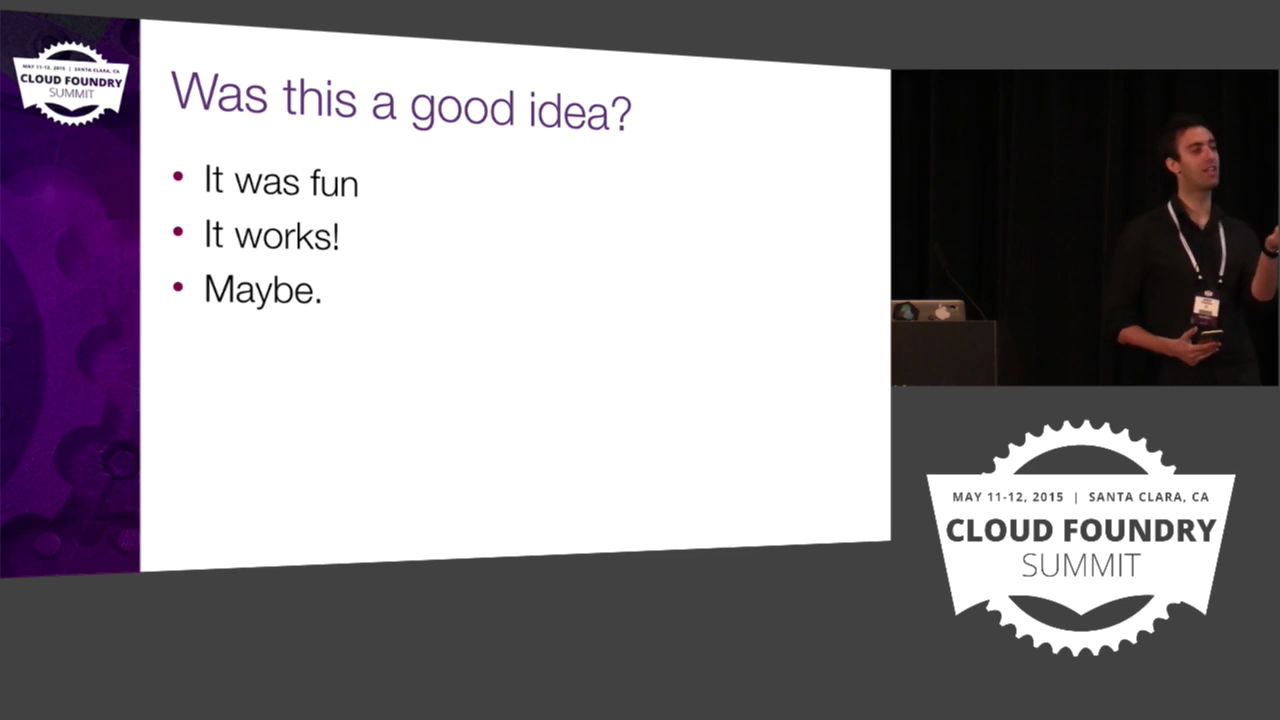 MAY 11-12, 2015 | SANTA CLARA, CA
CLOUD FOUNDRY
SUMMIT
Was this a good idea?
• It was fun
• It works!
• Maybe.
MAY 11-12, 2015 | SANTA CLARA, CA
CLOUD FOUNDRY
SUMMIT